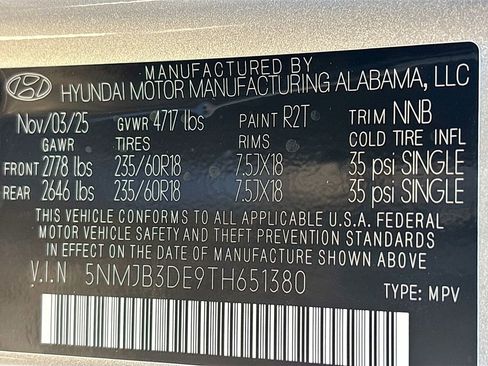 MANUFACTURED BY
HYUNDAI MOTOR MANUFACTURING ALABAMA, LLC
Nov/03/25 GVWR 4717 lbs PAINT R2T TRIM NNB
GAWR TIRES RIMS COLD TIRE INFL
FRONT 2778 lbs 235/60R18 7.5JX18 35 psi SINGLE
REAR 2646 lbs 235/60R18 7.5JX18 35 psi SINGLE
THIS VEHICLE CONFORMS TO ALL APPLICABLE U.S.A. FEDERAL
MOTOR VEHICLE SAFETY AND THEFT PREVENTION STANDARDS
IN EFFECT ON THE DATE OF MANUFACTURE SHOWN ABOVE
V.I.N 5NMJB3DE9TH651380
TYPE: MPV